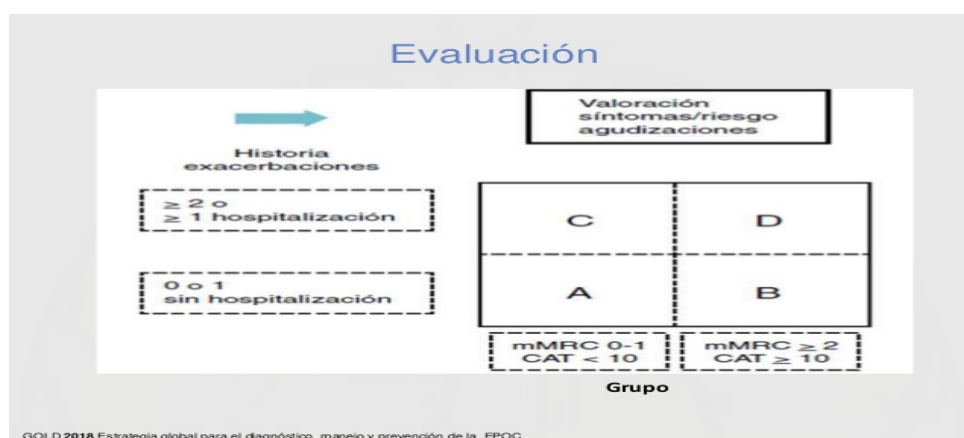 Evaluación
Valoración
síntomas/riesgo
agudizaciones
Historia
exacerbaciones
≥ 2 o
≥ 1 hospitalización
C
D
0 o 1
sin hospitalización
A
B
mMRC 0-1
CAT < 10
mMRC ≥ 2
CAT ≥ 10
Grupo
GOLD 2018 Estrategia global para el diagnóstico, manejo y prevención de la EPOC